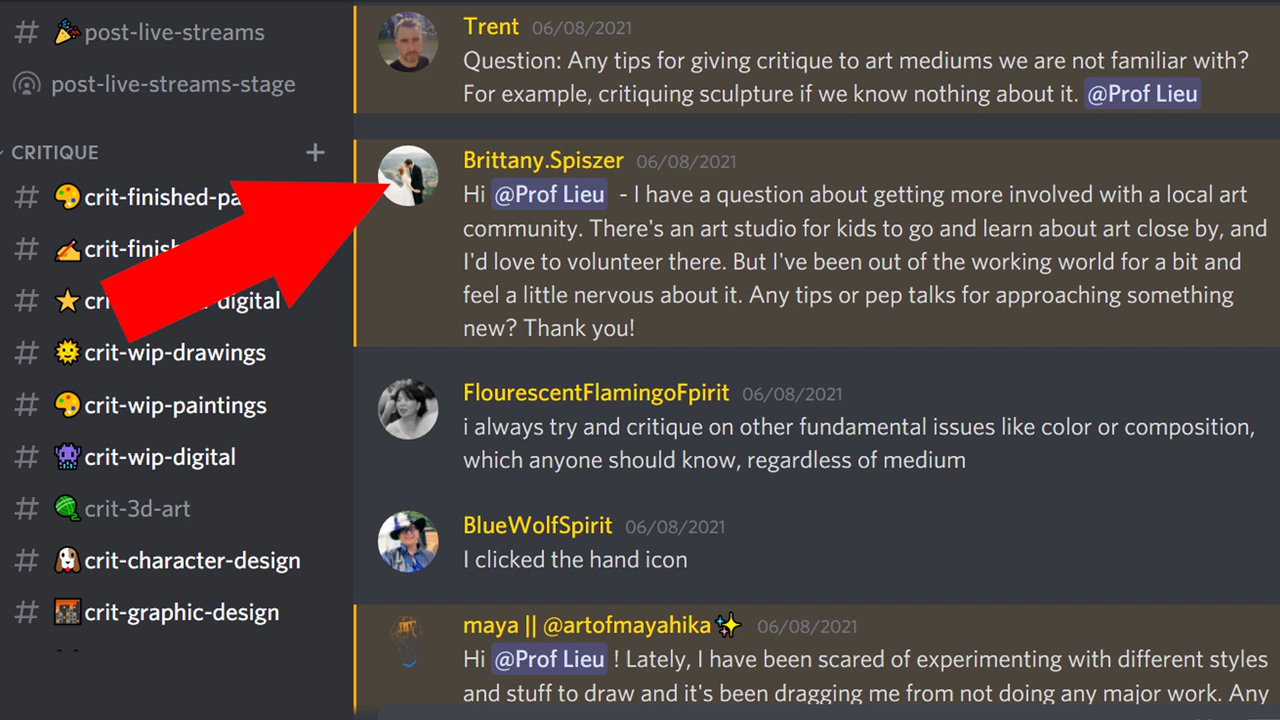 post-live-streams
post-live-streams-stage
CRITIQUE
crit-finished-pa
crit-finis
digital
crit-wip-drawings
crit-wip-paintings
crit-wip-digital
crit-3d-art
crit-character-design
crit-graphic-design
Trent 06/08/2021
Question: Any tips for giving critique to art mediums we are not familiar with?
For example, critiquing sculpture if we know nothing about it. @Prof Lieu
Brittany.Spiszer 06/08/2021
Hi @Prof Lieu - I have a question about getting more involved with a local art
community. There's an art studio for kids to go and learn about art close by, and
I'd love to volunteer there. But I've been out of the working world for a bit and
feel a little nervous about it. Any tips or pep talks for approaching something
new? Thank you!
FlourescentFlamingoFpirit 06/08/2021
i always try and critique on other fundamental issues like color or composition,
which anyone should know, regardless of medium
BlueWolfSpirit 06/08/2021
I clicked the hand icon
maya || @artofmayahika✨ 06/08/2021
Hi @Prof Lieu ! Lately, I have been scared of experimenting with different styles
and stuff to draw and it's been dragging me from not doing any major work. Any